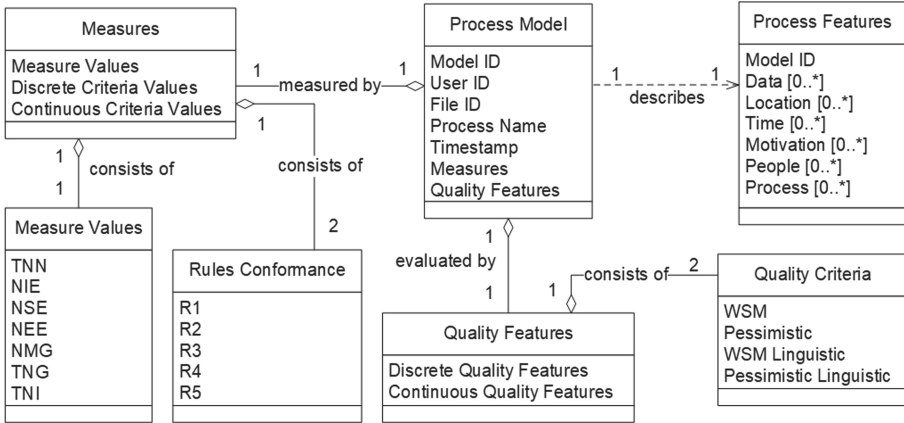 Measures
Measure Values
Discrete Criteria Values
Continuous Criteria Values
1
measured by
1
Process Model
Model ID
User ID
File ID
Process Name
Timestamp
Measures
Quality Features
1
describes
1
Process Features
Model ID
Data [0..*]
Location [0..*]
Time [0..*]
Motivation [0..*]
People [0..*]
Process [0..*]
1
consists of
1
1
consists of
2
Measure Values
TNN
NIE
NSE
NEE
NMG
TNG
TNI
Rules Conformance
R1
R2
R3
R4
R5
1
evaluated by
1
Quality Features
Discrete Quality Features
Continuous Quality Features
1
consists of
2
Quality Criteria
WSM
Pessimistic
WSM Linguistic
Pessimistic Linguistic